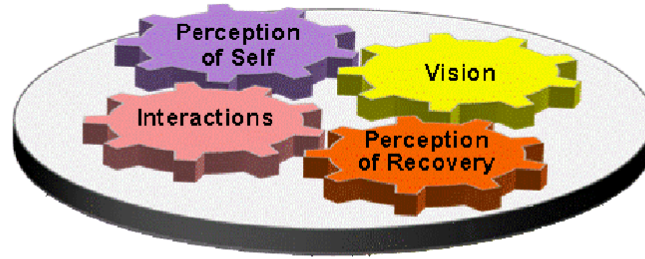 Perception
of Self
Vision
Interactions
Perception
of Recovery